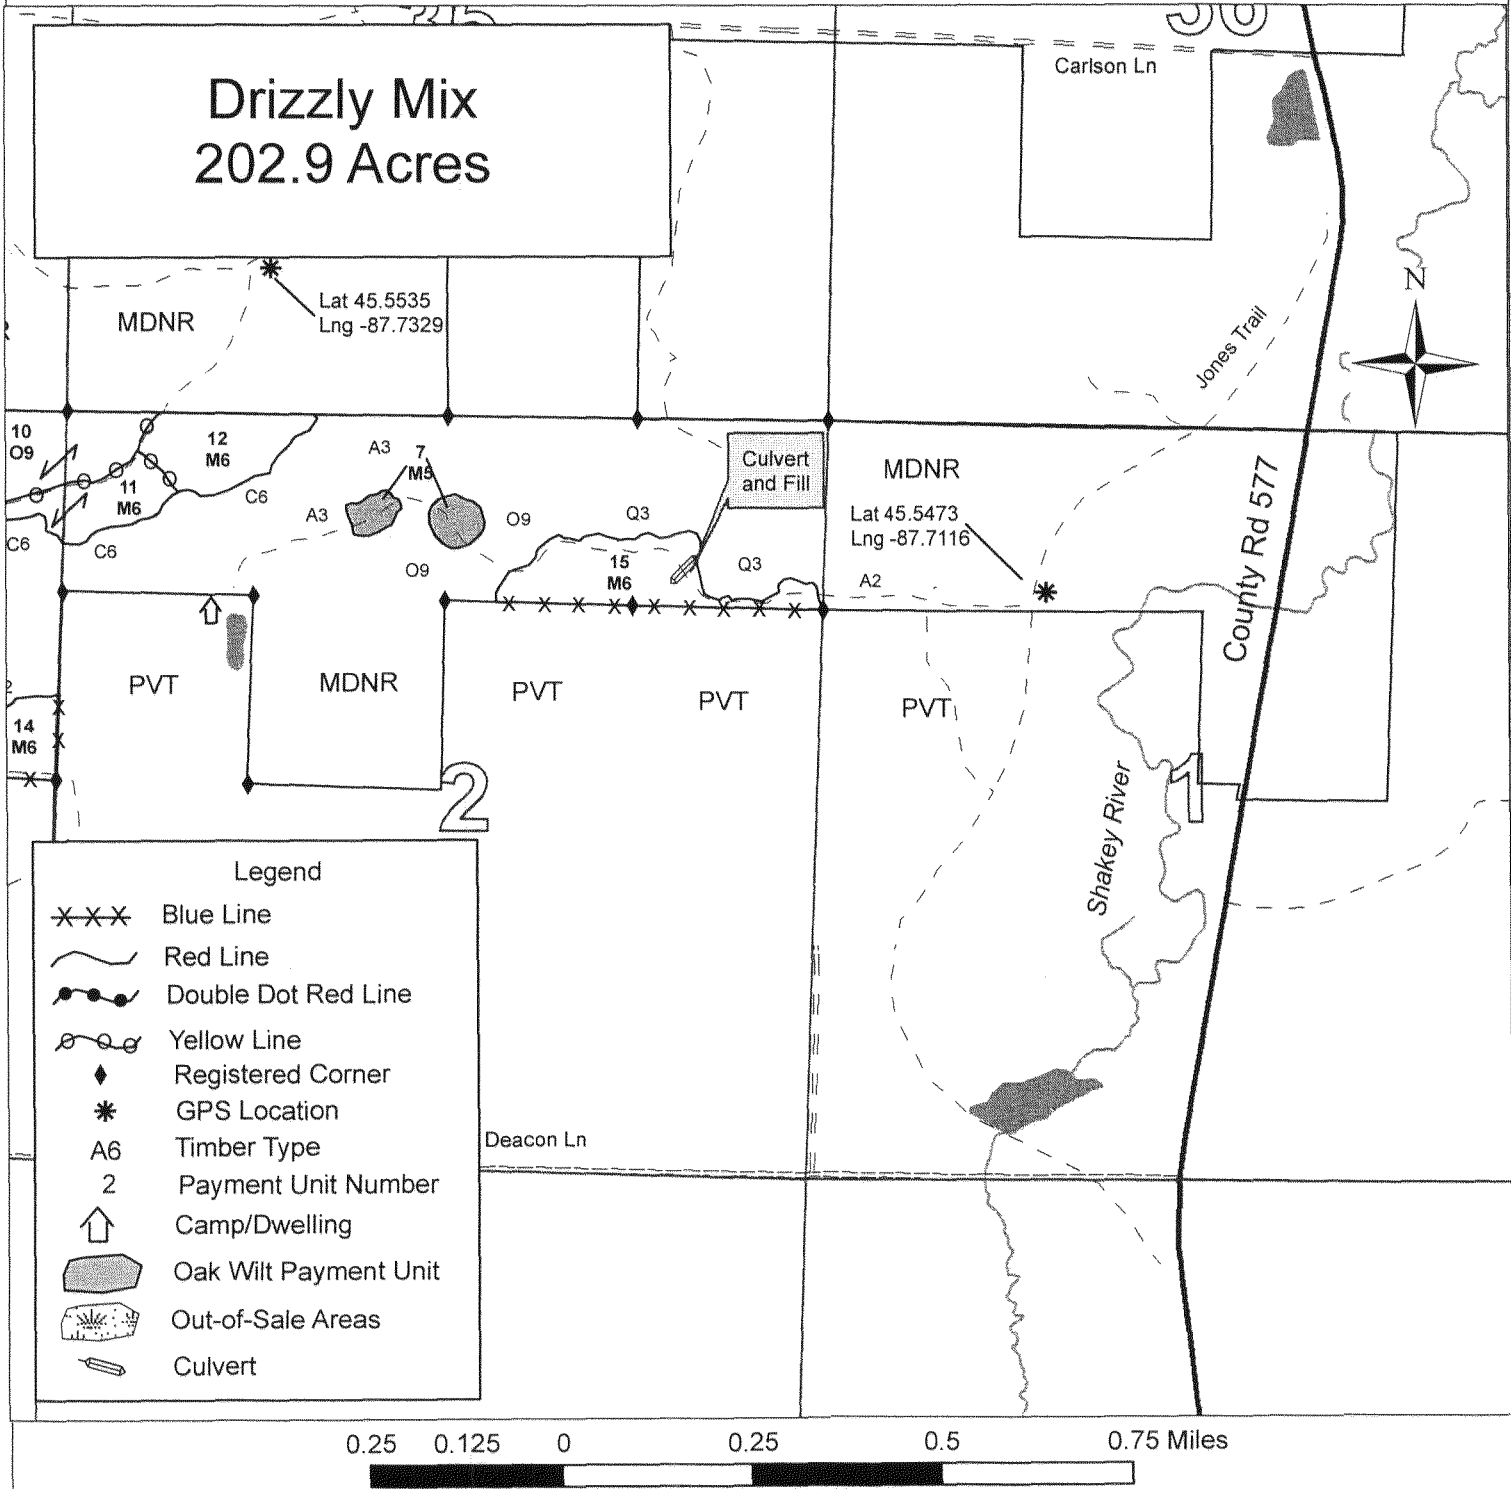 36
Carlson Ln
Drizzly Mix
202.9 Acres
N
Lat 45.5535
Lng -87.7329
MDNR
Jones Trail
10
O9
12
M6
A3
7
M5
Culvert
and Fill
MDNR
11
M6
C6
A3
O9
Q3
Lat 45.5473
Lng -87.7116
County Rd 577
C6
C6
O9
15
M6
Q3
A2
PVT
MDNR
PVT
PVT
PVT
14
M6
2
1
Shakey River
Legend
Blue Line
Red Line
Double Dot Red Line
Yellow Line
Registered Corner
GPS Location
A6 Timber Type
2 Payment Unit Number
Camp/Dwelling
Oak Wilt Payment Unit
Out-of-Sale Areas
Culvert
Deacon Ln
0.25 0.125 0 0.25 0.5 0.75 Miles